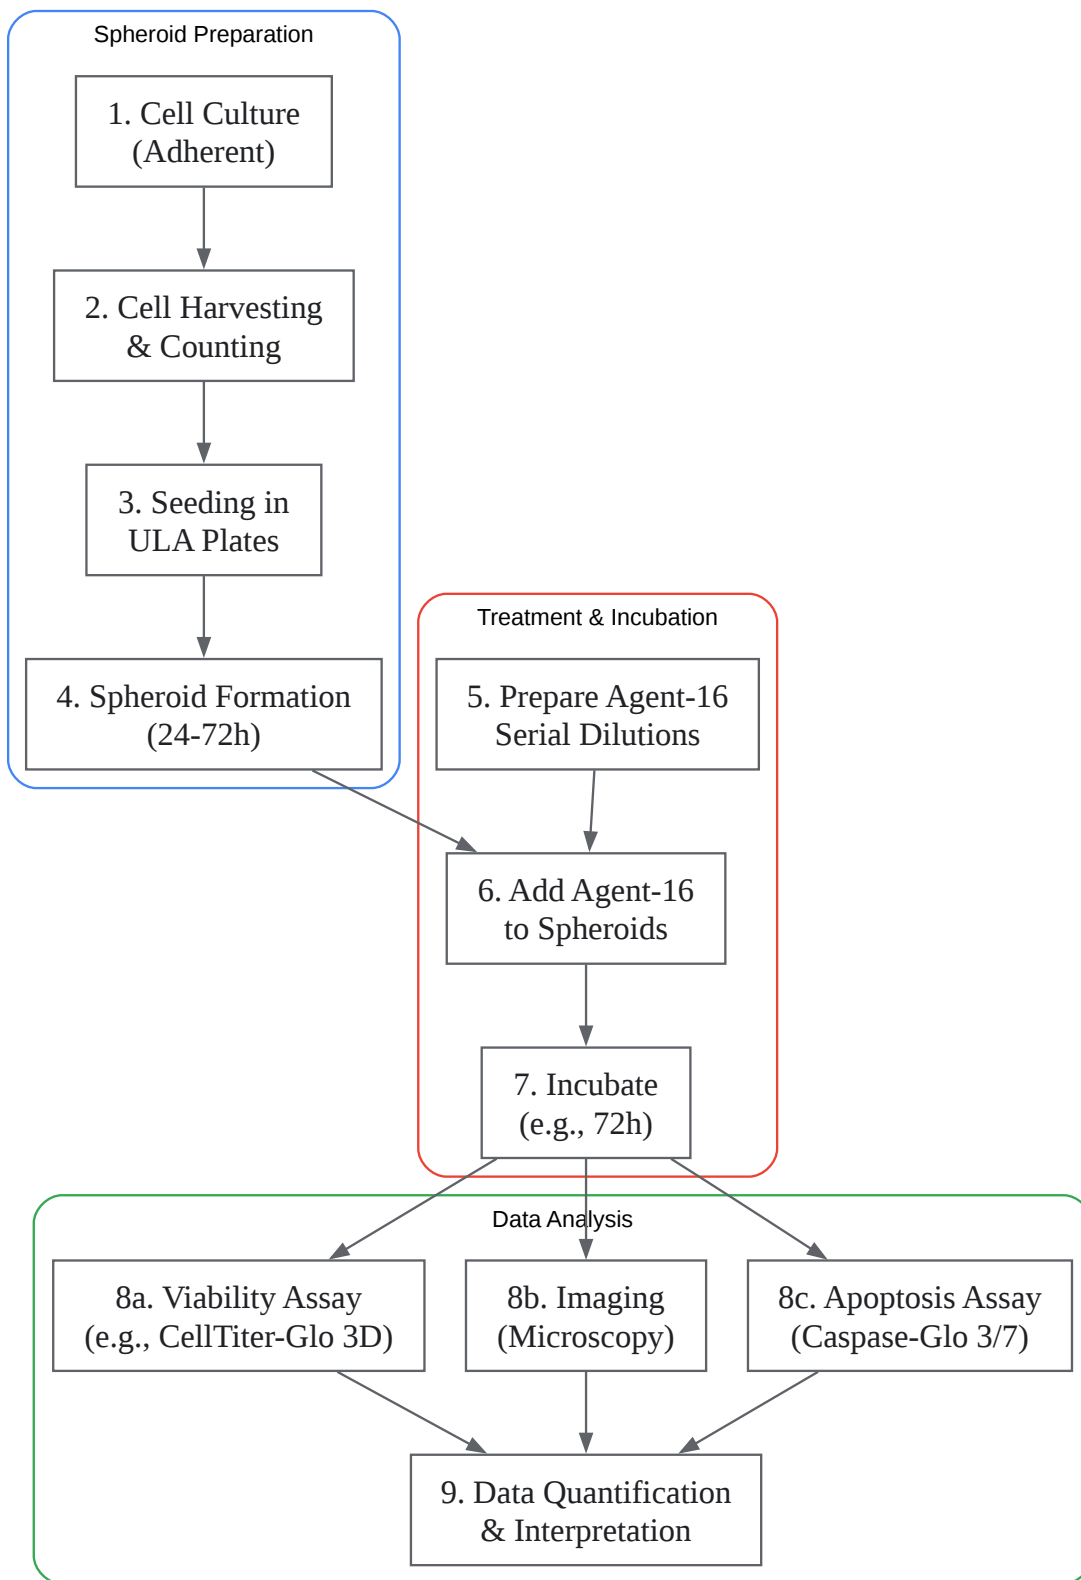 Spheroid Preparation
1. Cell Culture
(Adherent)
2. Cell Harvesting
& Counting
3. Seeding in
ULA Plates
4. Spheroid Formation
(24-72h)
Treatment & Incubation
5. Prepare Agent-16
Serial Dilutions
6. Add Agent-16
to Spheroids
7. Incubate
(e.g., 72h)
Data Analysis
8a. Viability Assay
(e.g., CellTiter-Glo 3D)
8b. Imaging
(Microscopy)
8c. Apoptosis Assay
(Caspase-Glo 3/7)
9. Data Quantification
& Interpretation